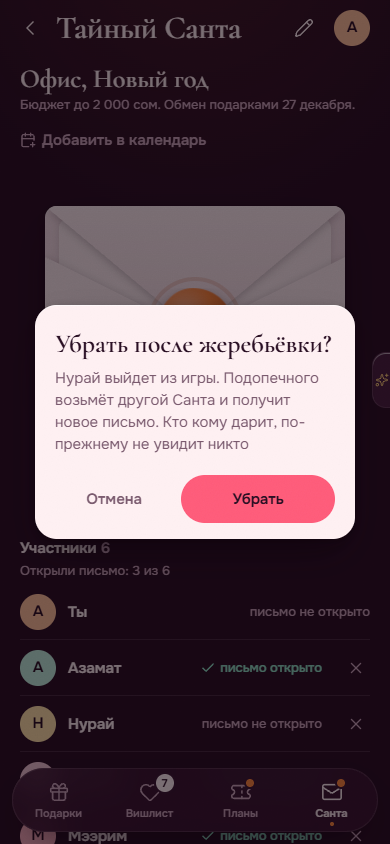 Тайный Санта
A
Офис, Новый год
Бюджет до 2 000 сом. Обмен подарками 27 декабря.
Добавить в календарь
Убрать после жеребьёвки?
Нурай выйдет из игры. Подопечного
возьмёт другой Санта и получит
новое письмо. Кто кому дарит, по-
прежнему не увидит никто
Отмена
Убрать
Участники 6
Открыли письмо: 3 из 6
А Ты письмо не открыто
А Азамат письмо открыто
Н Нурай письмо не открыто
7
Подарки Вишлист Планы Санта
М Мээрим письмо открыто